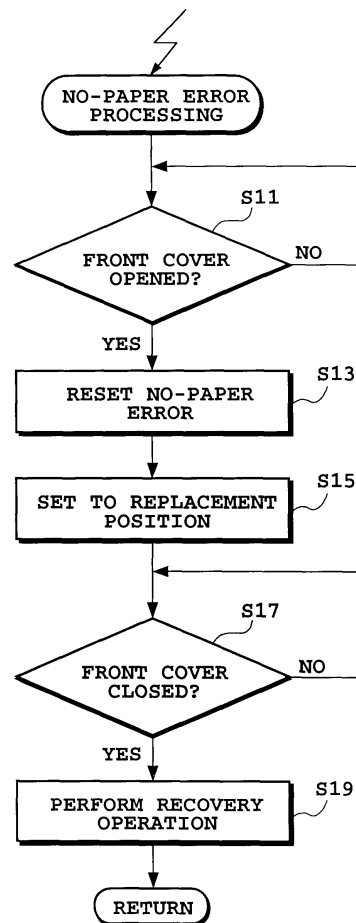 NO-PAPER ERROR
PROCESSING
S11
FRONT COVER
OPENED?
NO
YES
S13
RESET NO-PAPER
ERROR
S15
SET TO REPLACEMENT
POSITION
S17
FRONT COVER
CLOSED?
NO
YES
S19
PERFORM RECOVERY
OPERATION
RETURN